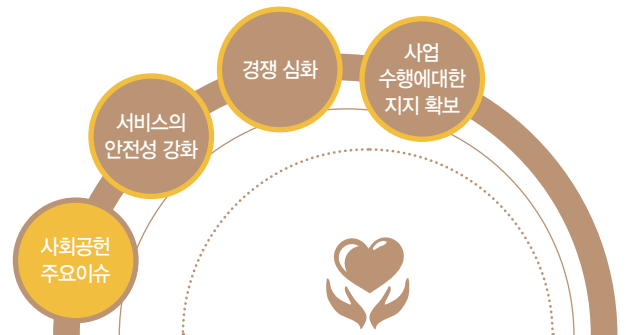 경쟁 심화
사업
수행에대한
지지 확보
서비스의
안전성 강화
사회공헌
주요이슈